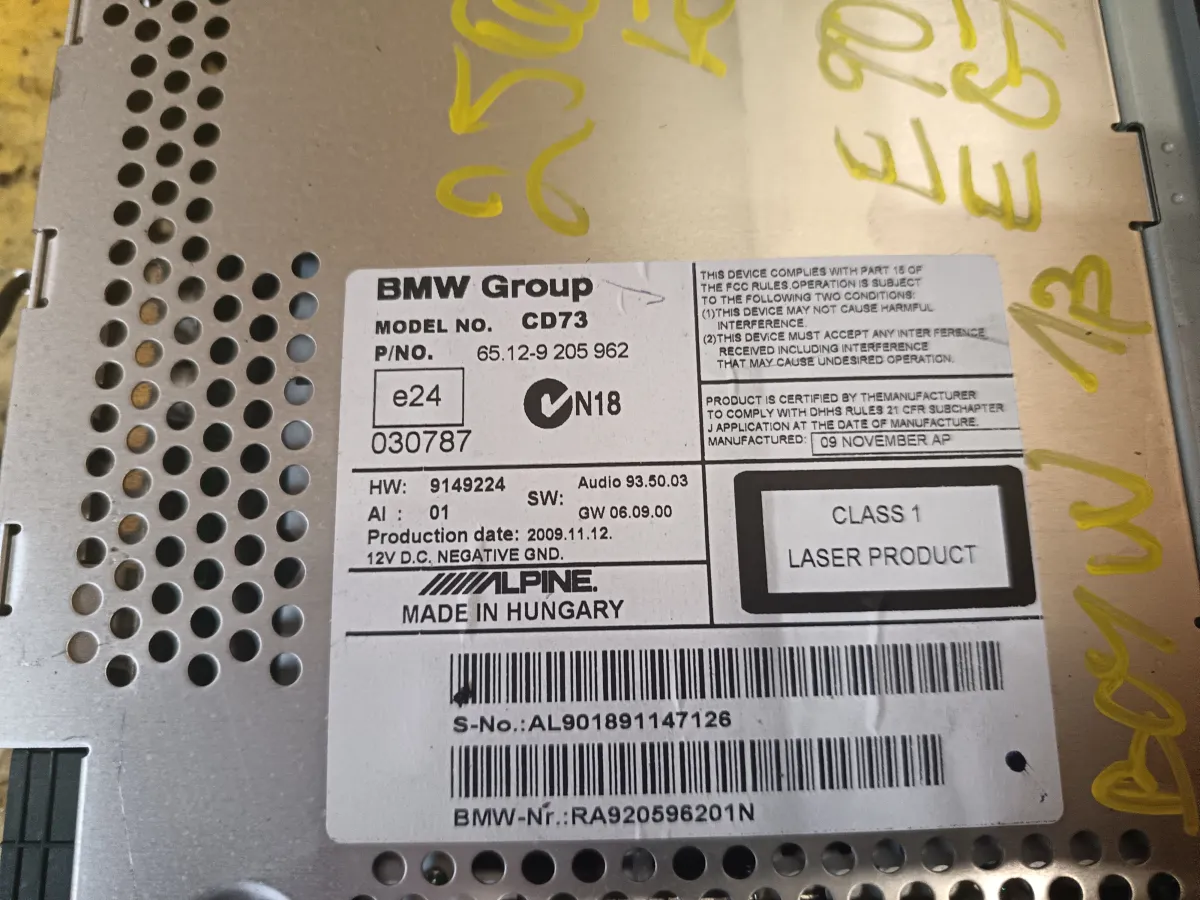 BMW Group
MODEL NO. CD73
P/NO. 65.12-9 205 962
e24
030787
N18
THIS DEVICE COMPLIES WITH PART 15 OF
THE FCC RULES.OPERATION IS SUBJECT
TO THE FOLLOWING TWO CONDITIONS:
(1)THIS DEVICE MAY NOT CAUSE HARMFUL
INTERFERENCE.
(2)THIS DEVICE MUST ACCEPT ANY INTERFERENCE
RECEIVED INCLUDING INTERFERENCE
THAT MAY CAUSE UNDESIRED OPERATION.
PRODUCT IS CERTIFIED BY THEMANUFACTURER
TO COMPLY WITH DHHS RULES 21 CFR SUBCHAPTER
J APPLICATION AT THE DATE OF MANUFACTURE.
MANUFACTURED: 09 NOVEMBER AP
HW: 9149224
AI : 01
SW: Audio 93.50.03
GW 06.09.00
Production date: 2009.11.12.
12V D.C. NEGATIVE GND.
ALPINE.
MADE IN HUNGARY
CLASS 1
LASER PRODUCT
S-No.:AL901891147126
BMW-Nr.:RA920596201N
E90